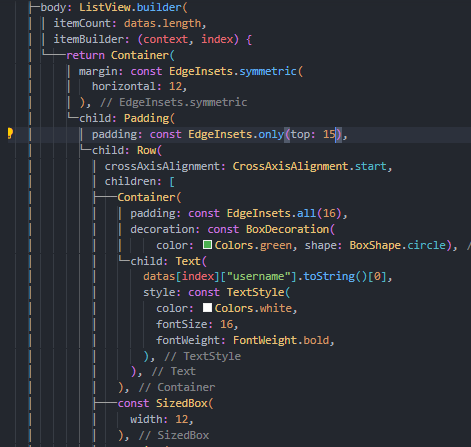 body: ListView.builder(
itemCount: datas.length,
itemBuilder: (context, index) {
return Container(
margin: const EdgeInsets.symmetric(
horizontal: 12,
), // EdgeInsets.symmetric
child: Padding(
padding: const EdgeInsets.only(top: 15),
child: Row(
crossAxisAlignment: CrossAxisAlignment.start,
children: [
Container(
padding: const EdgeInsets.all(16),
decoration: const BoxDecoration(
color: Colors.green, shape: BoxShape.circle), /
child: Text(
datas[index]["username"].toString()[0],
style: const TextStyle(
color: Colors.white,
fontSize: 16,
fontWeight: FontWeight.bold,
), // TextStyle
), // Text
), // Container
const SizedBox(
width: 12,
), // SizedBox